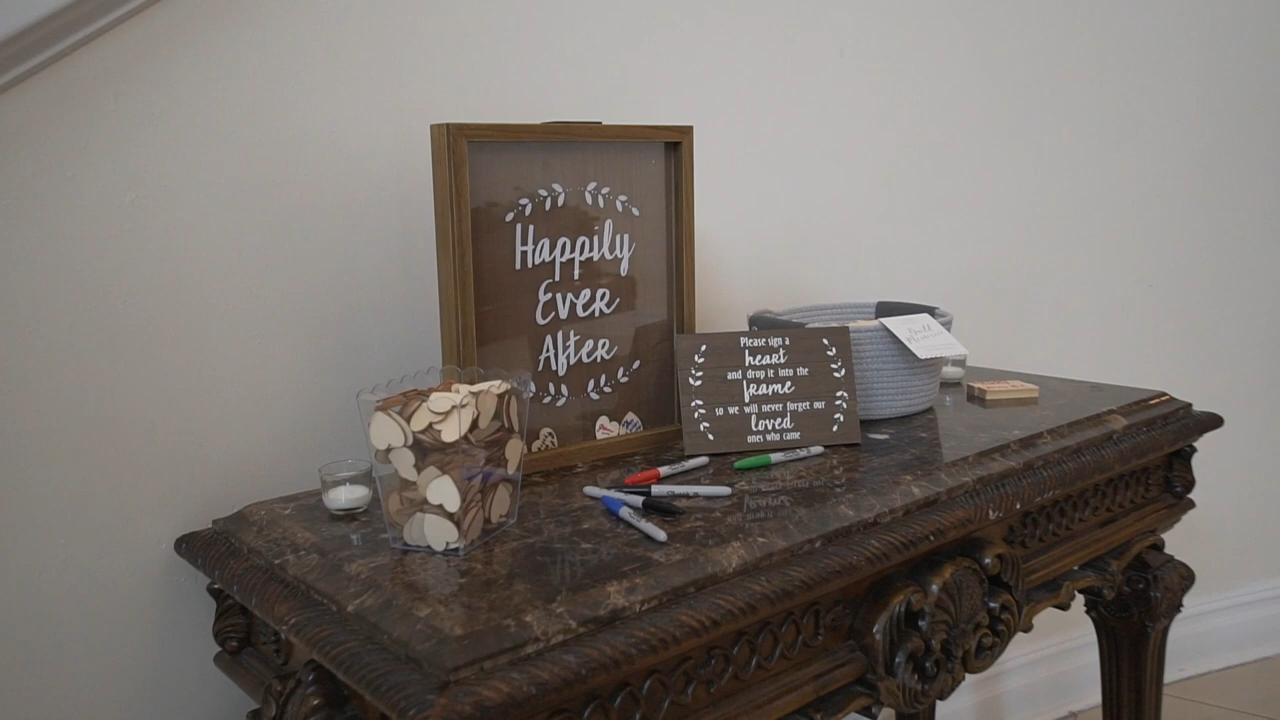 Happily
Ever
After
Please sign a
heart
and drop it into the
frame
so we will never forget our
loved
ones who came
Sharpie